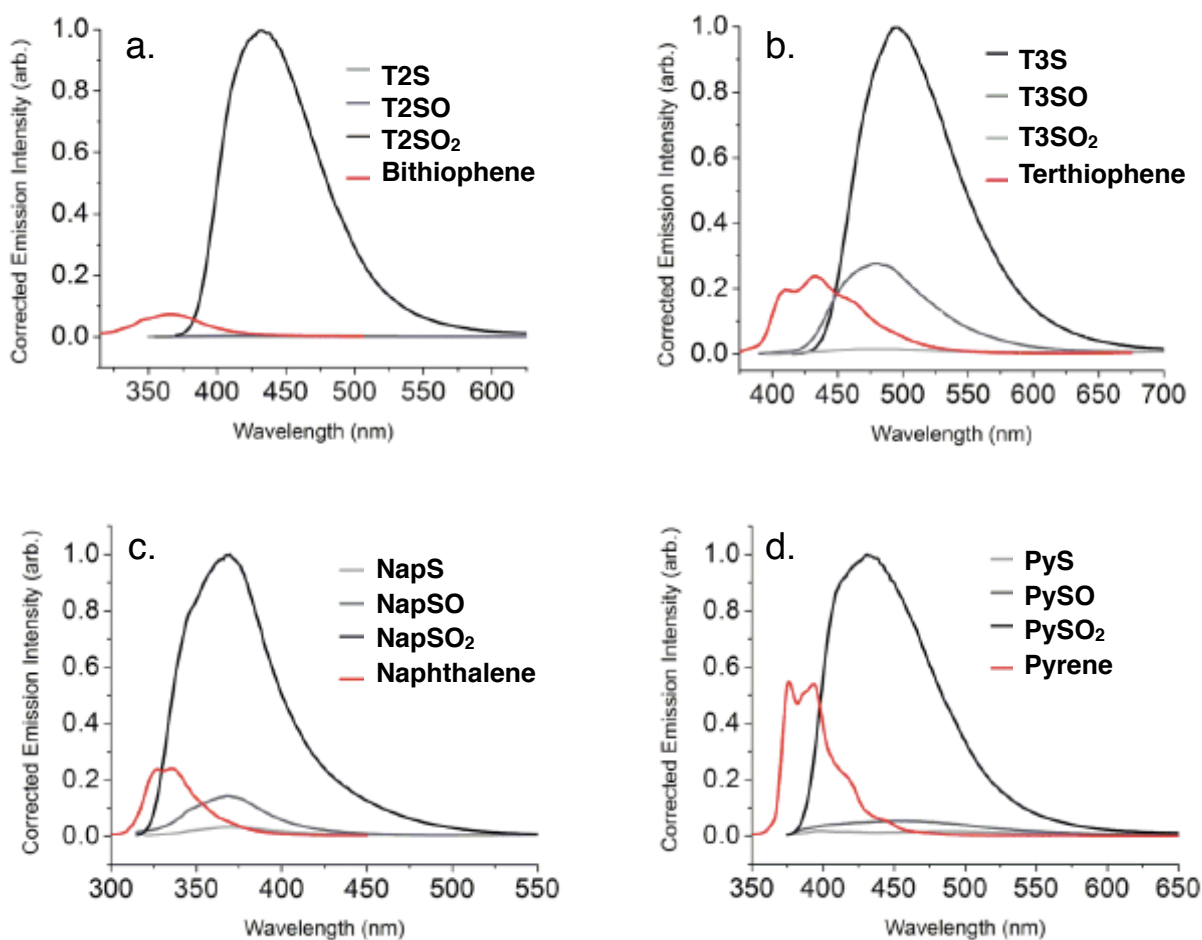 a.
Corrected Emission Intensity (arb.)
1.0
0.8
0.6
0.4
0.2
0.0
T2S
T2SO
T2SO₂
Bithiophene
350 400 450 500 550 600
Wavelength (nm)
b.
Corrected Emission Intensity (arb.)
1.0
0.8
0.6
0.4
0.2
0.0
T3S
T3SO
T3SO₂
Terthiophene
400 450 500 550 600 650 700
Wavelength (nm)
c.
Corrected Emission Intensity (arb.)
1.0
0.8
0.6
0.4
0.2
0.0
NapS
NapSO
NapSO₂
Naphthalene
300 350 400 450 500 550
Wavelength (nm)
d.
Corrected Emission Intensity (arb.)
1.0
0.8
0.6
0.4
0.2
0.0
PyS
PySO
PySO₂
Pyrene
350 400 450 500 550 600 650
Wavelength (nm)